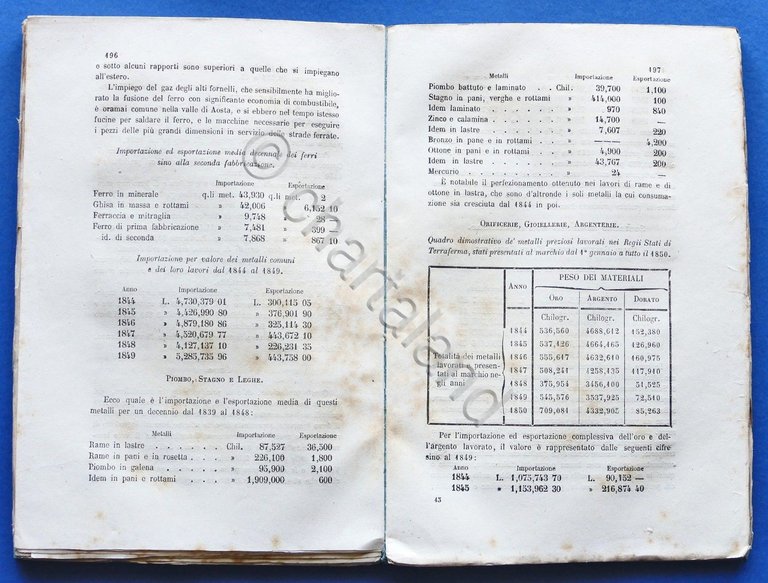 496
e sotto alcuni rapporti sono superiori a quelle che si impiegano
all'estero.
L'impiego del gaz degli alti fornelli, che sensibilmente ha miglio-
rato la fusione del ferro con significante economia di combustibile,
è oramai comune nella valle di Aosta, e si ebbero nel tempo istesso
fucine per saldare il ferro, e le macchine necessarie per eseguire
i pezzi delle più grandi dimensioni in servizio delle strade ferrate.
Importazione ed esportazione media decennale dei ferri
sino alla seconda fabbricazione.
Importazione Esportazione
Ferro in minerale q.li met. 43,930 q.li met. 2
Ghisa in massa e rottami » 42,006 » 6,152 10
Ferraccia e mitraglia » 9,748 » 28 —
Ferro di prima fabbricazione » 7,481 » 399 —
id. di seconda » 7,868 » 867 10
Importazione per valore dei metalli comuni
e dei loro lavori dal 1844 al 1849.
Anno Importazione Esportazione
1844 L. 4,730,379 01 L. 300,115 05
1845 » 4,426,990 80 » 376,901 90
1846 » 4,879,180 86 » 325,114 30
1847 » 4,520,679 77 » 443,672 10
1848 » 4,127,137 10 » 226,231 35
1849 » 5,285,735 96 » 443,758 00
Piombo, Stagno e Leghe.
Ecco quale è l'importazione e l'esportazione media di questi
metalli per un decennio dal 1839 al 1848:
Metalli Importazione Esportazione
Rame in lastre . . . . . . Chil. 87,527 36,500
Rame in pani e in rosetta . . . . » 226,100 1,800
Piombo in galena . . . . . . » 95,900 2,100
Idem in pani e rottami . . . . » 1,909,000 600
497
Metalli Importazione Esportazione
Piombo battuto e laminato . . Chil. 39,700 1,100
Stagno in pani, verghe e rottami » 414,000 100
Idem laminato . . . . . . » 970 840
Zinco e calamina . . . . . » 14,700 —
Idem in lastre . . . . . . » 7,607 220
Bronzo in pane e in rottami . . » —— 4,200
Ottone in pani e in rottami . . » 4,900 200
Idem in lastre . . . . . . » 43,767 200
Mercurio . . . . . . . » 24 —
È notabile il perfezionamento ottenuto nei lavori di rame e di
ottone in lastra, che sono d'altronde i soli metalli la cui consuma-
zione sia cresciuta dal 1844 in poi.
Orificerie, Gioiellerie, Argenterie.
Quadro dimostrativo de' metalli preziosi lavorati nei Regii Stati di
Terraferma, stati presentati al marchio dal 1° gennaio a tutto il 1850.
Anno PESO DEI MATERIALI
Oro Argento Dorato
Chilogr. Chilogr. Chilogr.
Totalità dei metalli
lavorati e presen-
tati al marchio ne-
gli anni
1844 536,560 4688,612 152,380
1845 537,126 4664,465 126,960
1846 555,617 4632,610 160,975
1847 508,241 1258,135 117,910
1848 375,954 3456,100 51,525
1849 545,576 3537,925 72,510
1850 709,081 4332,905 85,263
Per l'importazione ed esportazione complessiva dell'oro e del-
l'argento lavorato, il valore è rappresentato dalle seguenti cifre
sino al 1849:
Anno Importazione Esportazione
1844 L. 1,075,743 70 L. 90,152 —
1845 » 1,153,962 30 » 216,874 40
43
© chartaland